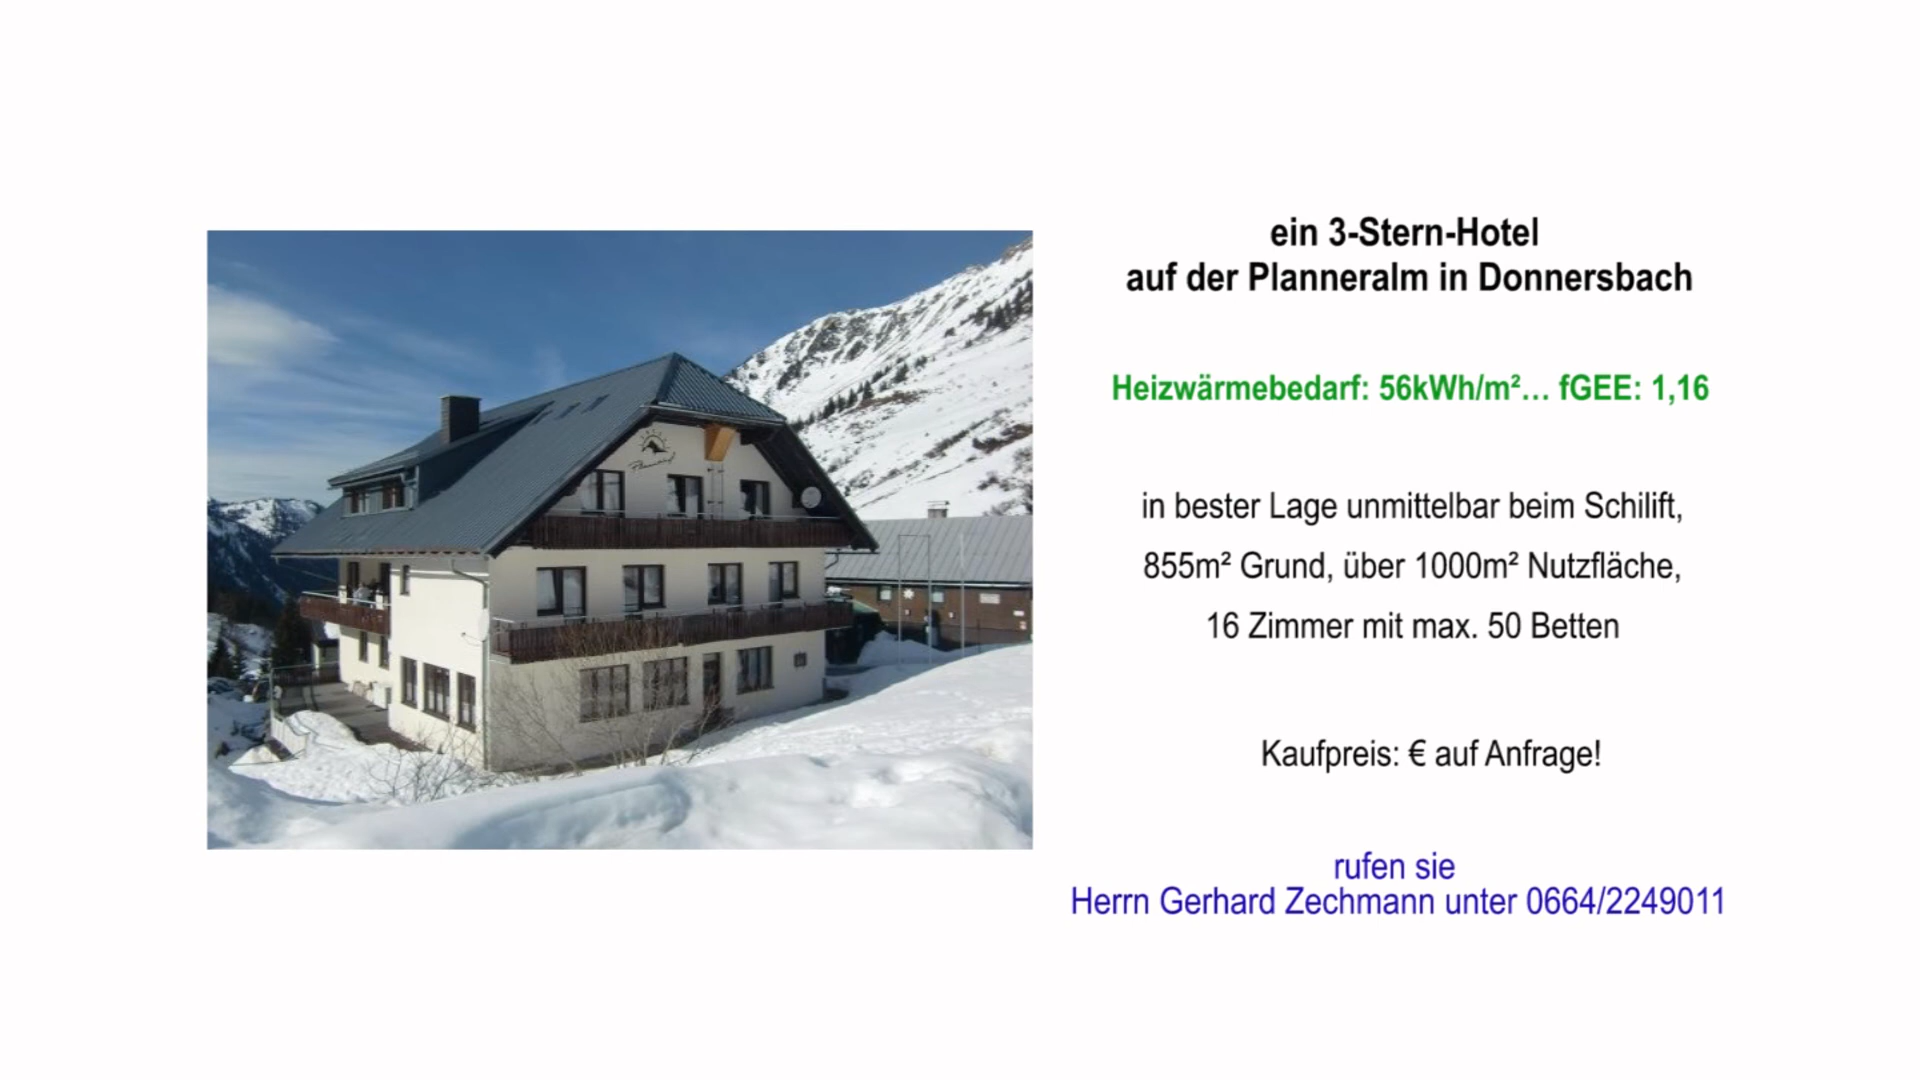 ein 3-Stern-Hotel
auf der Planneralm in Donnersbach
Heizwärmebedarf: 56kWh/m²... fGEE: 1,16
in bester Lage unmittelbar beim Schilift,
855m² Grund, über 1000m² Nutzfläche,
16 Zimmer mit max. 50 Betten
Kaufpreis: € auf Anfrage!
rufen sie
Herrn Gerhard Zechmann unter 0664/2249011